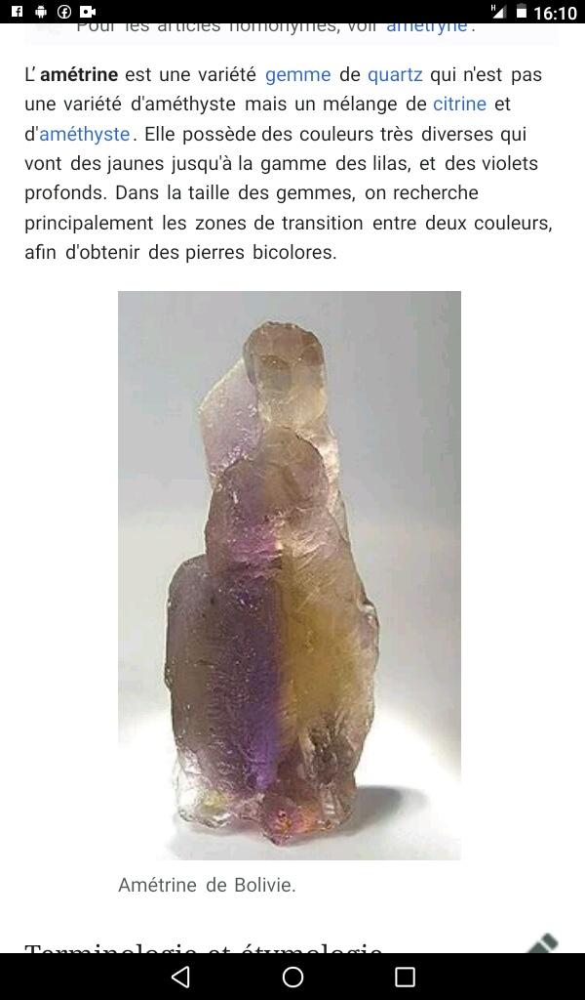 16:10
Pour les articles homonymes, voir amétryne.
L'amétrine est une variété gemme de quartz qui n'est pas
une variété d'améthyste mais un mélange de citrine et
d'améthyste. Elle possède des couleurs très diverses qui
vont des jaunes jusqu'à la gamme des lilas, et des violets
profonds. Dans la taille des gemmes, on recherche
principalement les zones de transition entre deux couleurs,
afin d'obtenir des pierres bicolores.
Amétrine de Bolivie.
Terminologie et étymologie